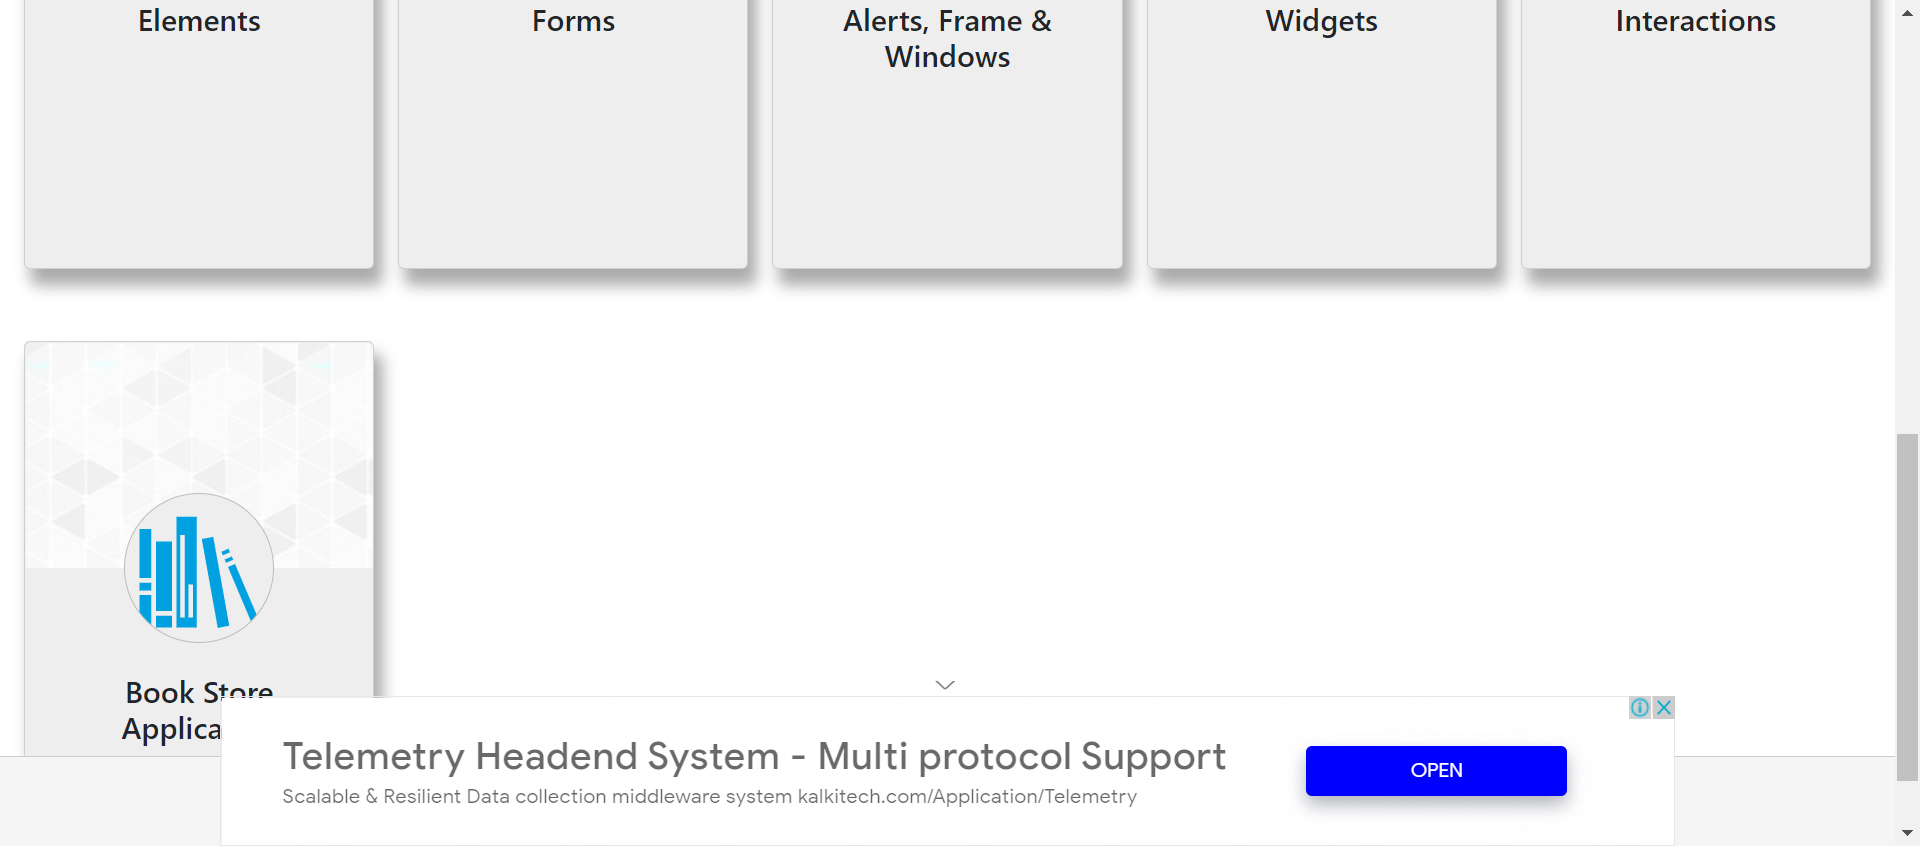 Elements
Forms
Alerts, Frame &
Windows
Widgets
Interactions
Book Store
Applica
Telemetry Headend System - Multi protocol Support
Scalable & Resilient Data collection middleware system kalkitech.com/Application/Telemetry
OPEN